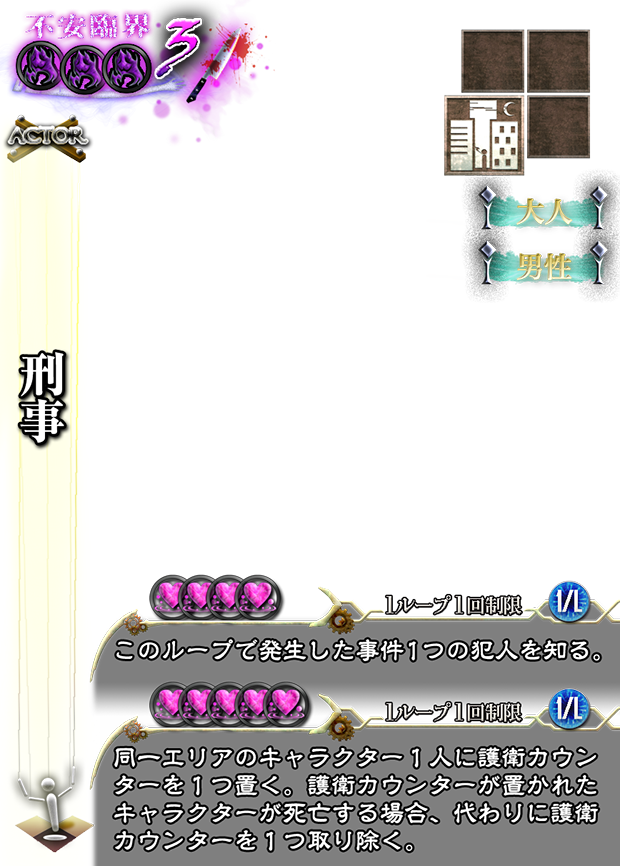 不安臨界
3
ACTOR
大人
男性
刑事
1ループ1回制限
1/L
このループで発生した事件1つの犯人を知る。
1ループ1回制限
1/L
同一エリアのキャラクター1人に護衛カウン
ターを1つ置く。護衛カウンターが置かれた
キャラクターが死亡する場合、代わりに護衛
カウンターを1つ取り除く。